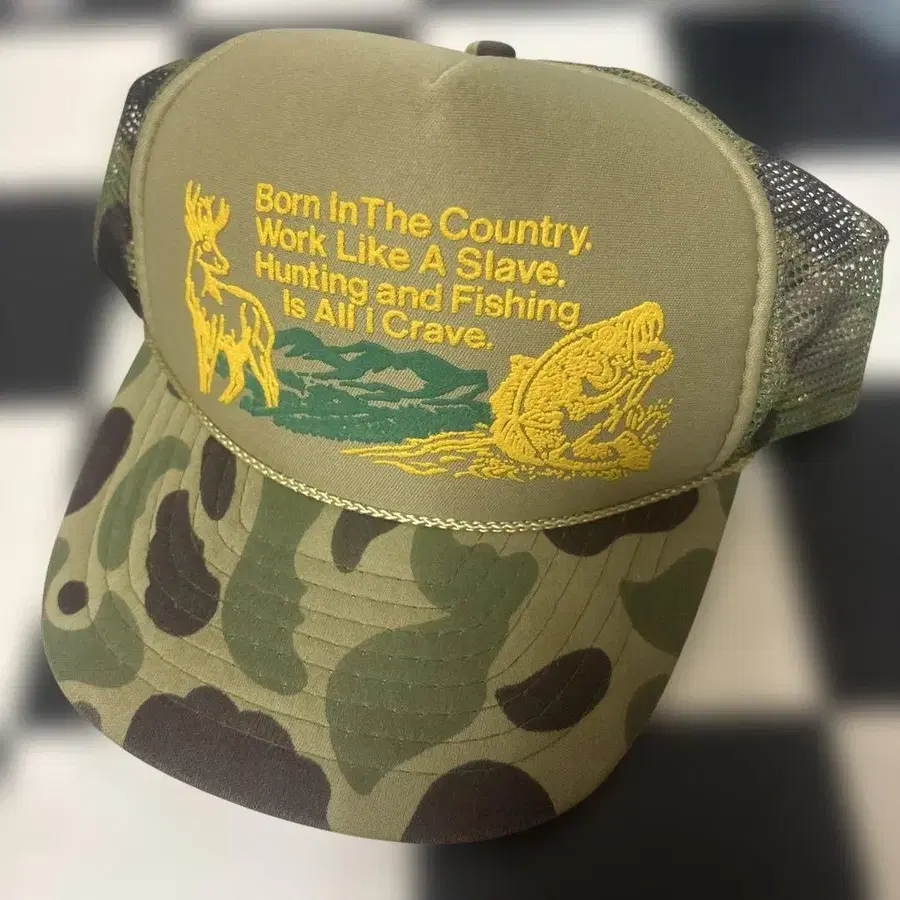 Born In The Country.
Work Like A Slave.
Hunting and Fishing
Is All I Crave.